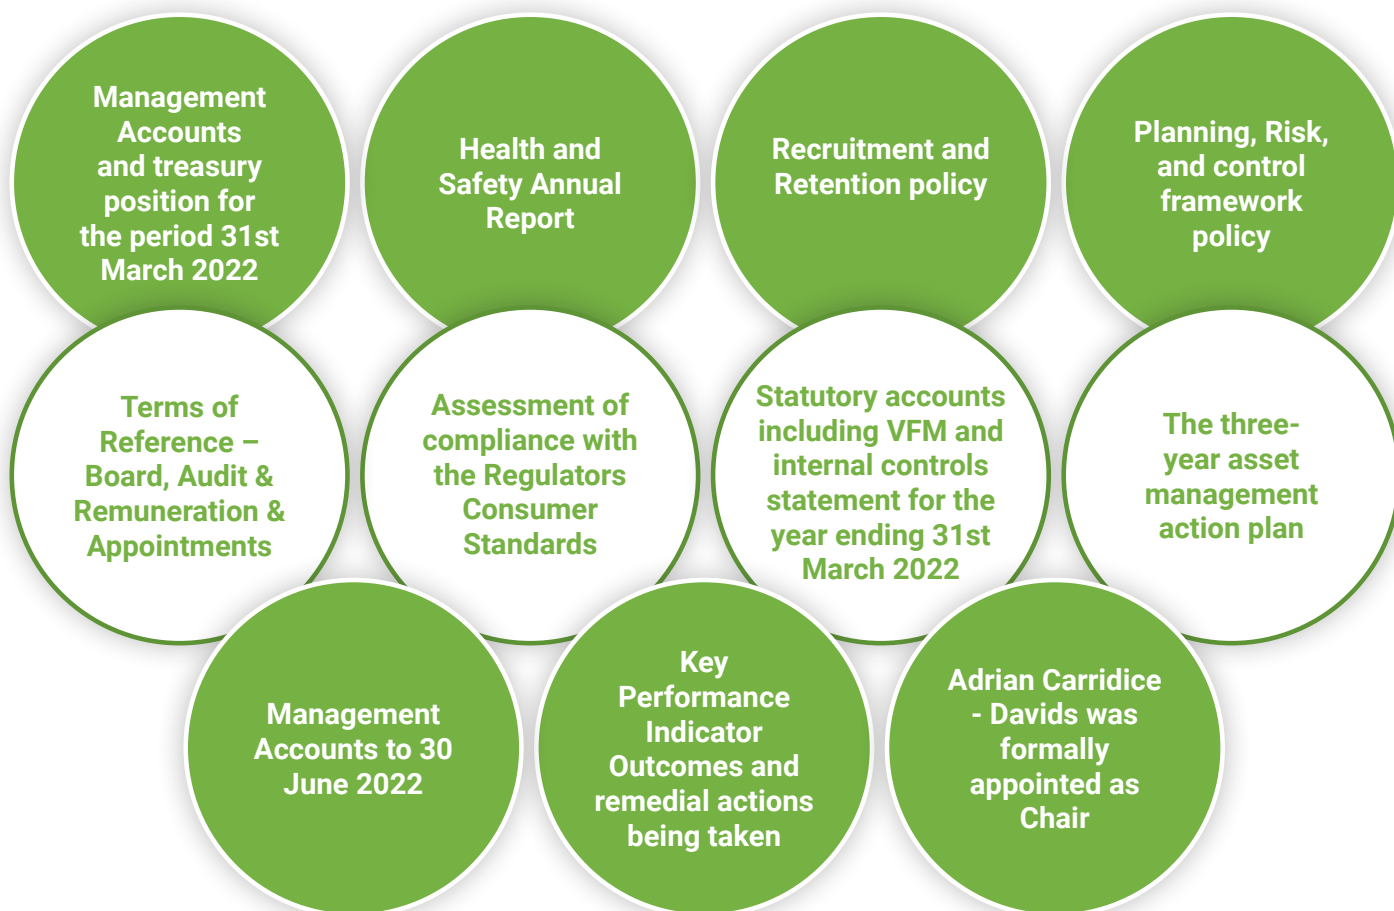 Management
Accounts
and treasury
position for
the period 31st
March 2022
Health and
Safety Annual
Report
Recruitment and
Retention policy
Planning, Risk,
and control
framework
policy
Terms of
Reference –
Board, Audit &
Remuneration &
Appointments
Assessment of
compliance with
the Regulators
Consumer
Standards
Statutory accounts
including VFM and
internal controls
statement for the
year ending 31st
March 2022
The three-
year asset
management
action plan
Management
Accounts to 30
June 2022
Key
Performance
Indicator
Outcomes and
remedial actions
being taken
Adrian Carridice
- Davids was
formally
appointed as
Chair